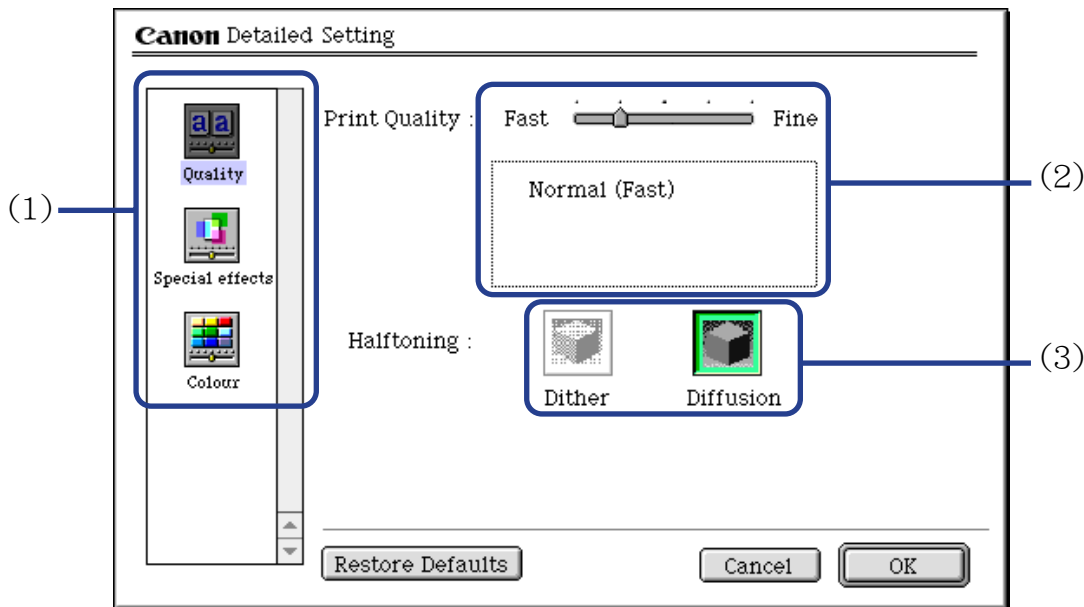 Canon Detailed Setting
Print Quality : Fast Fine
Quality
Normal (Fast)
(1)
(2)
Special effects
Halftoning :
(3)
Colour
Dither Diffusion
Restore Defaults Cancel OK